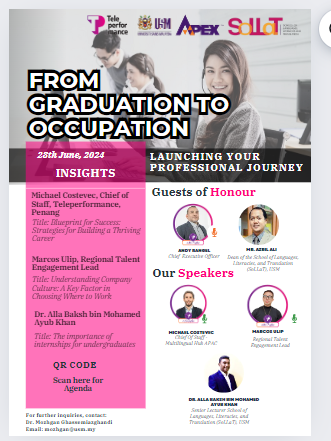 Tele
perfor
mance
USM
APEX
SoLLaT
FROM
GRADUATION TO
OCCUPATION
28th June, 2024
INSIGHTS
LAUNCHING YOUR
PROFESSIONAL JOURNEY
Michael Costevec, Chief of
Staff, Teleperformance,
Penang
Title: Blueprint for Success:
Strategies for Building a Thriving
Career
Marcos Ulip, Regional Talent
Engagement Lead
Title: Understanding Company
Culture: A Key Factor in
Choosing Where to Work
Dr. Alla Baksh bin Mohamed
Ayub Khan
Title: The importance of
internships for undergraduates
QR CODE
Scan here for
Agenda
For further inquiries, contact:
Dr. Mozhgan Ghassemiazghandi
Email: mozhgan@usm.my
Guests of Honour
ANDY
Chief Executive Officer
MR. AZRIL ALI
Dean of the School of Languages,
Literacies, and Translation
(SoLLaT), USM
Our Speakers
MICHAEL COSTEVEC
Chief Of Staff
Multilingual Hub APAC
MARCOS ULIP
Regional Talent
Engagement Lead
DR. ALLA BAKSH BIN MOHAMED
AYUB KHAN
Senior Lecturer School of
Languages, Literacies, and
Translation (SoLLaT), USM